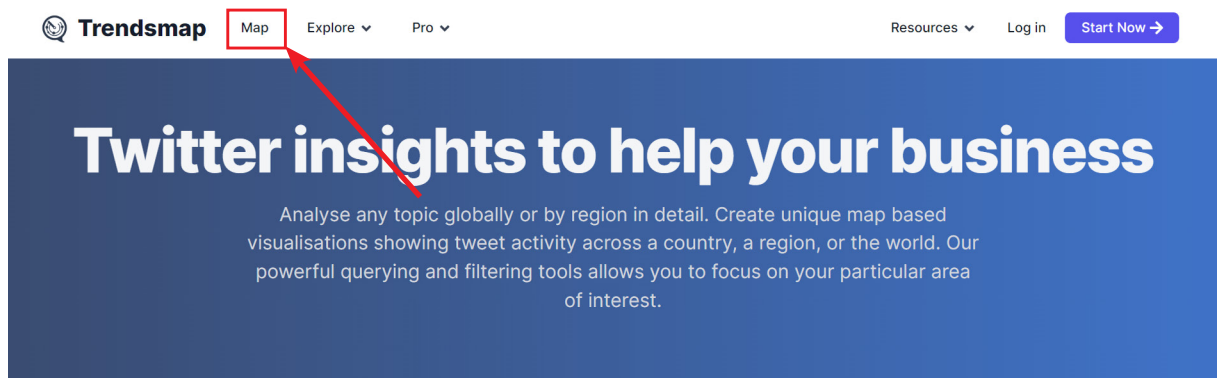 Trendsmap Map Explore Pro Resources Log in Start Now
Twitter insights to help your business
Analyse any topic globally or by region in detail. Create unique map based
visualisations showing tweet activity across a country, a region, or the world. Our
powerful querying and filtering tools allows you to focus on your particular area
of interest.